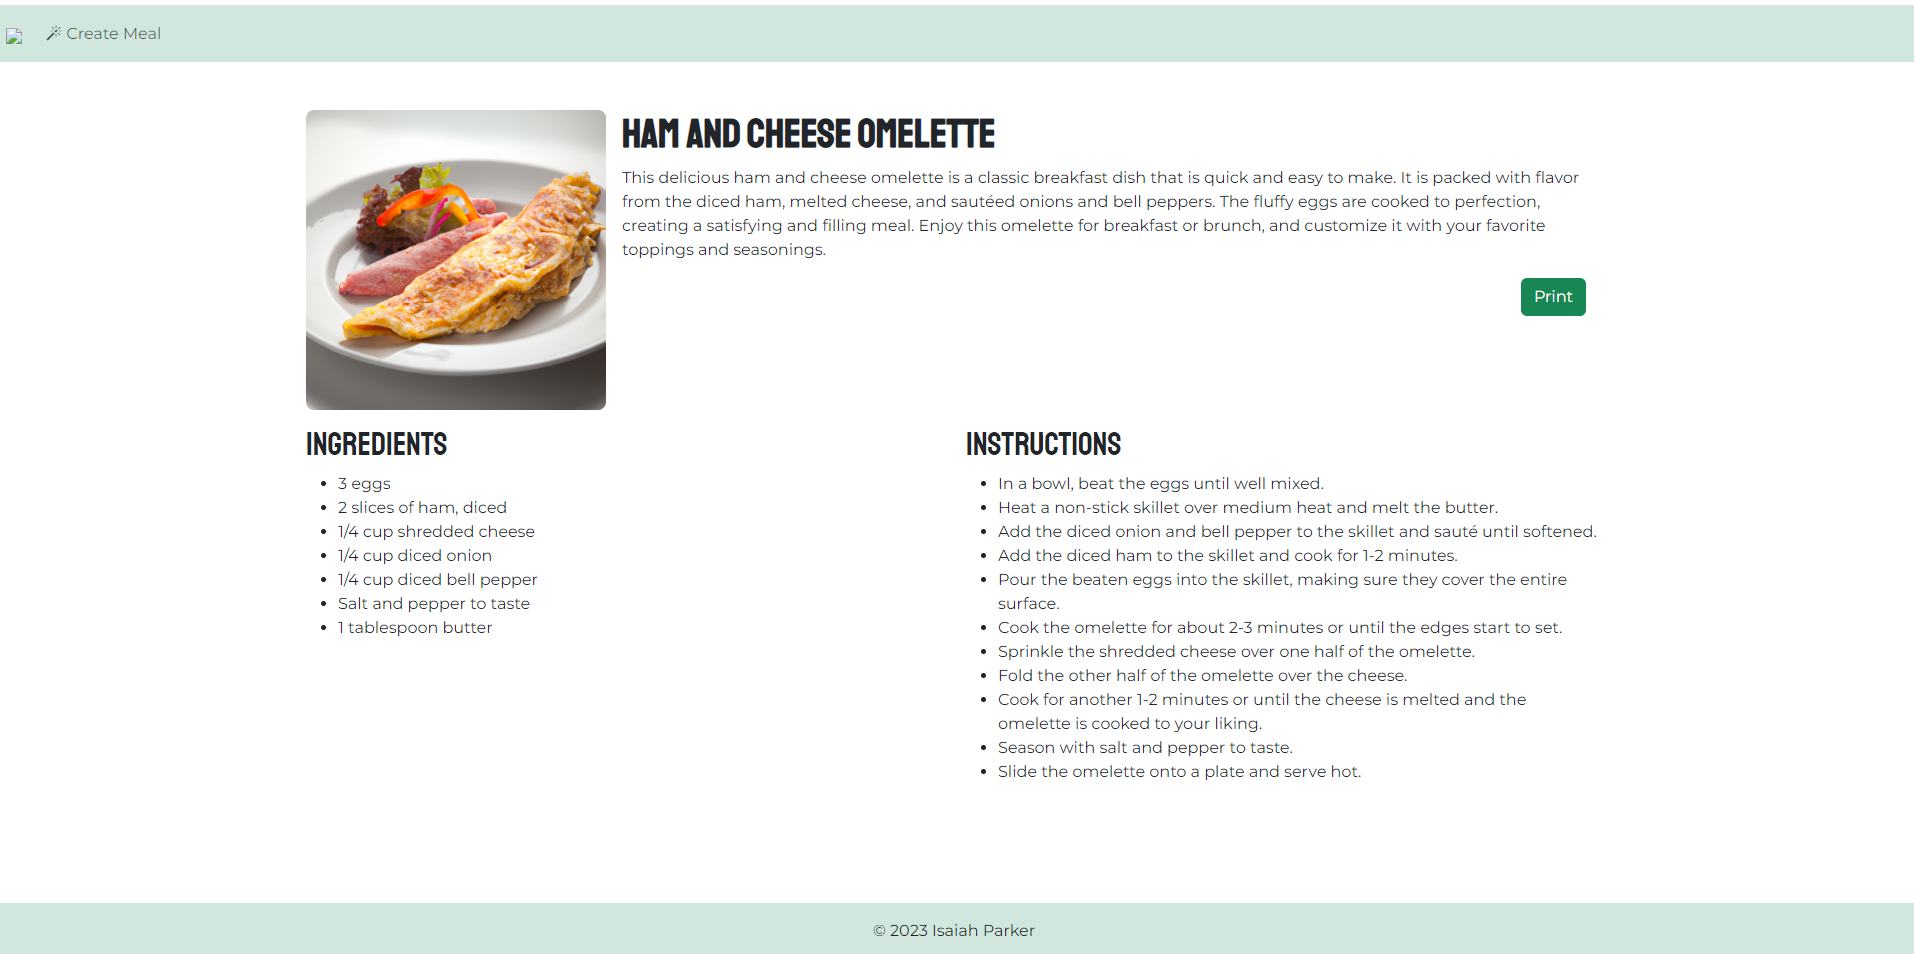 Create Meal
HAM AND CHEESE OMELETTE
This delicious ham and cheese omelette is a classic breakfast dish that is quick and easy to make. It is packed with flavor
from the diced ham, melted cheese, and sautéed onions and bell peppers. The fluffy eggs are cooked to perfection,
creating a satisfying and filling meal. Enjoy this omelette for breakfast or brunch, and customize it with your favorite
toppings and seasonings.
Print
INGREDIENTS
• 3 eggs
• 2 slices of ham, diced
• 1/4 cup shredded cheese
• 1/4 cup diced onion
• 1/4 cup diced bell pepper
• Salt and pepper to taste
• 1 tablespoon butter
INSTRUCTIONS
• In a bowl, beat the eggs until well mixed.
• Heat a non-stick skillet over medium heat and melt the butter.
• Add the diced onion and bell pepper to the skillet and sauté until softened.
• Add the diced ham to the skillet and cook for 1-2 minutes.
• Pour the beaten eggs into the skillet, making sure they cover the entire
surface.
• Cook the omelette for about 2-3 minutes or until the edges start to set.
• Sprinkle the shredded cheese over one half of the omelette.
• Fold the other half of the omelette over the cheese.
• Cook for another 1-2 minutes or until the cheese is melted and the
omelette is cooked to your liking.
• Season with salt and pepper to taste.
• Slide the omelette onto a plate and serve hot.
© 2023 Isaiah Parker